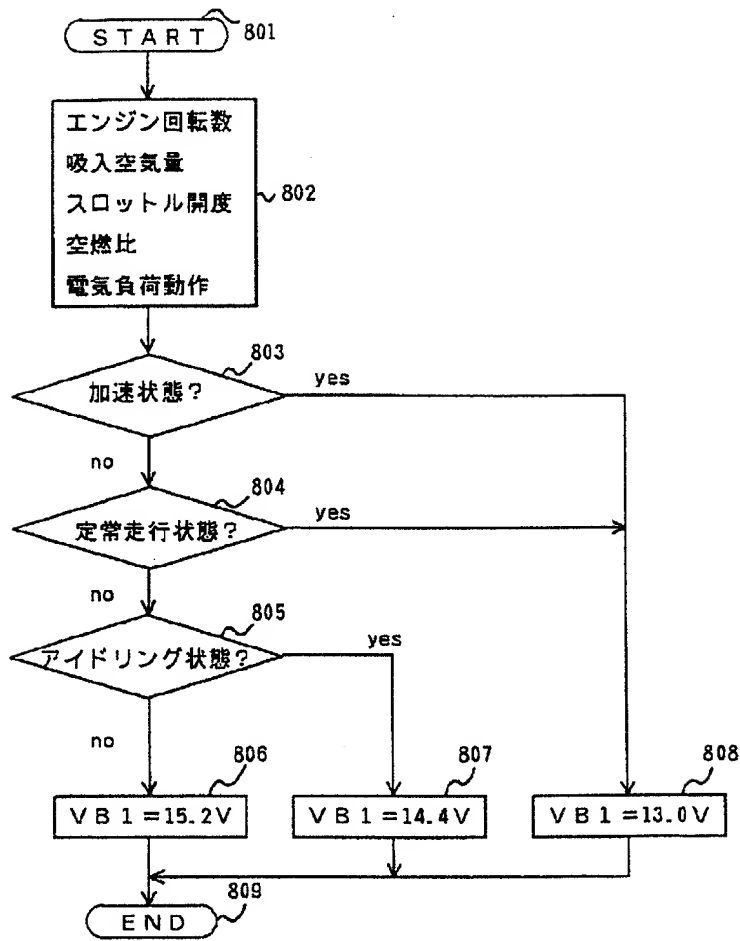 START
801
エンジン回転数
吸入空気量
スロットル開度
空燃比
電気負荷動作
802
803
加速状態?
yes
no
804
定常走行状態?
yes
no
805
アイドリング状態?
yes
no
806
VB1=15.2V
807
VB1=14.4V
808
VB1=13.0V
809
END